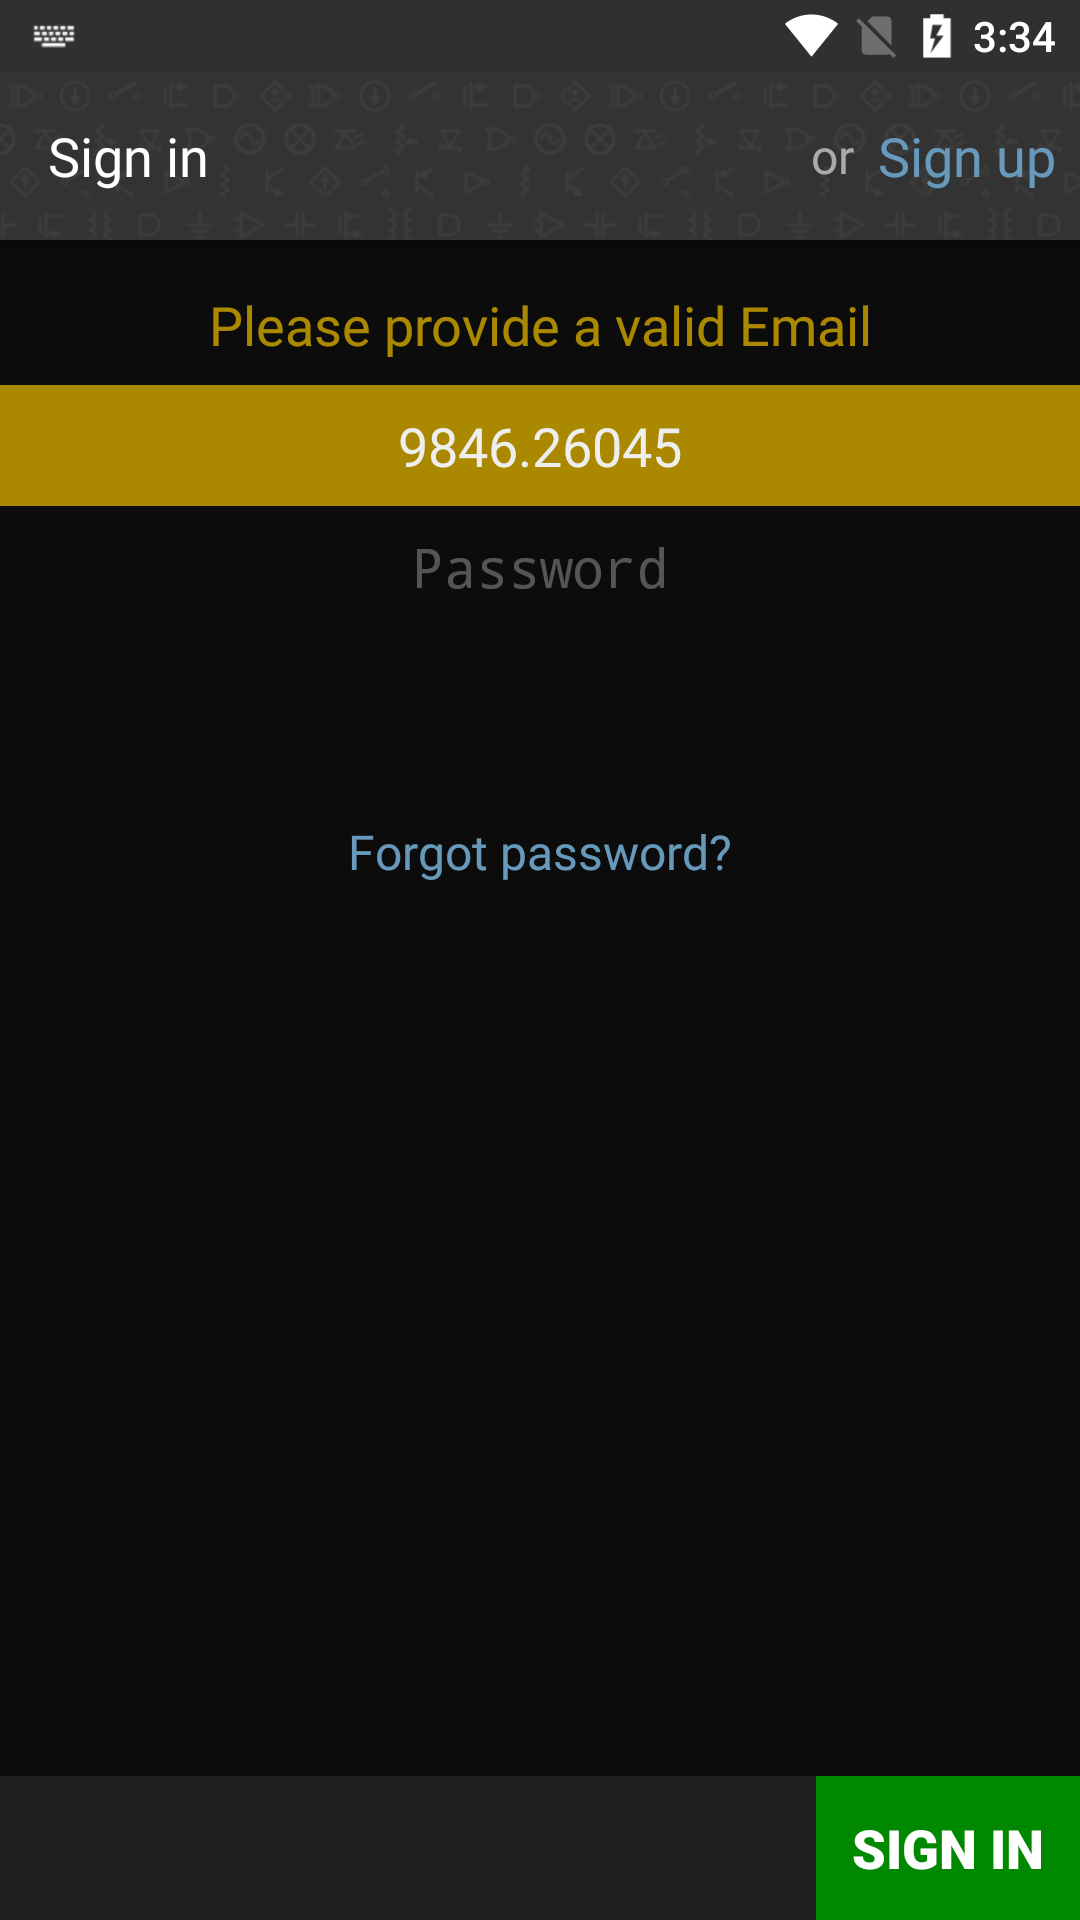 3:34
Sign in
or Sign up
Please provide a valid Email
9846.26045
Password
Forgot password?
SIGN IN